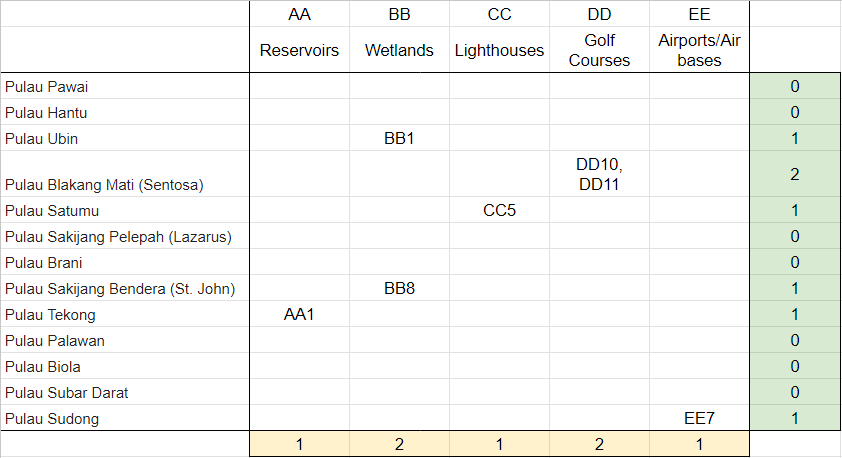 AA BB CC DD EE
Reservoirs Wetlands Lighthouses Golf Courses Airports/Air bases
Pulau Pawai 0
Pulau Hantu 0
Pulau Ubin BB1 1
Pulau Blakang Mati (Sentosa) DD10, DD11 2
Pulau Satumu CC5 1
Pulau Sakijang Pelepah (Lazarus) 0
Pulau Brani 0
Pulau Sakijang Bendera (St. John) BB8 1
Pulau Tekong AA1 1
Pulau Palawan 0
Pulau Biola 0
Pulau Subar Darat 0
Pulau Sudong EE7 1
1 2 1 2 1